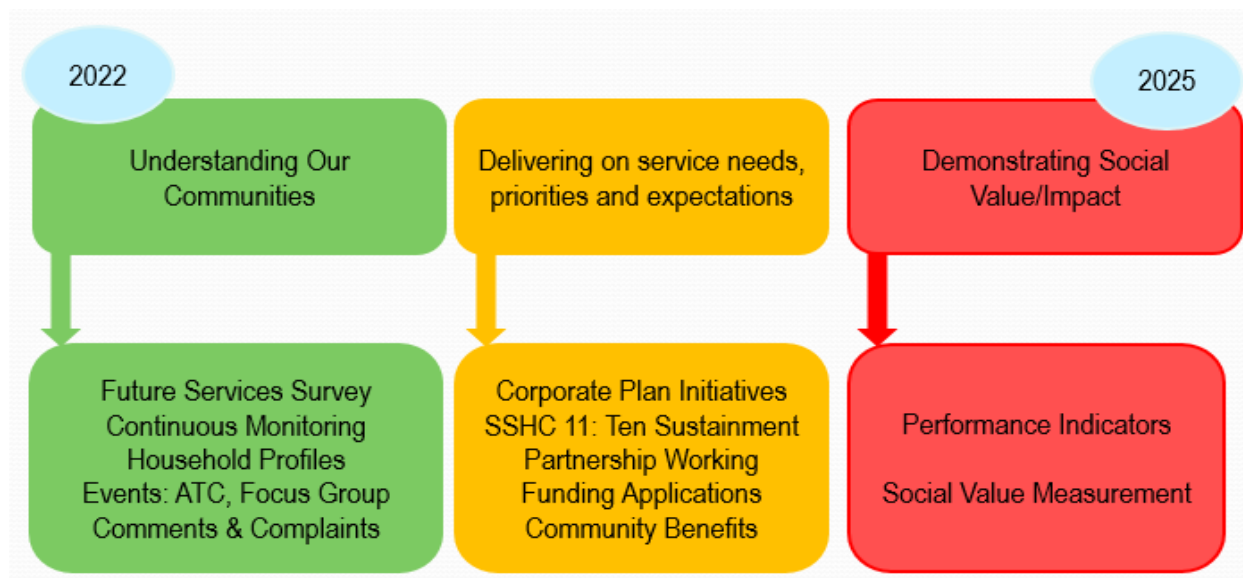 2022
2025
Understanding Our
Communities
Delivering on service needs,
priorities and expectations
Demonstrating Social
Value/Impact
Future Services Survey
Continuous Monitoring
Household Profiles
Events: ATC, Focus Group
Comments & Complaints
Corporate Plan Initiatives
SSHC 11: Ten Sustainment
Partnership Working
Funding Applications
Community Benefits
Performance Indicators
Social Value Measurement